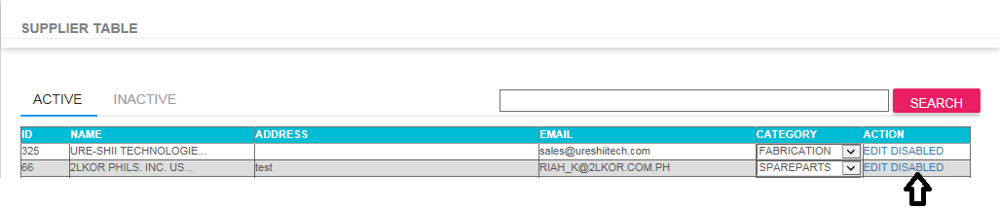 SUPPLIER TABLE
ACTIVE INACTIVE SEARCH
ID NAME ADDRESS EMAIL CATEGORY ACTION
325 URE-SHII TECHNOLOGIE... sales@ureshiitech.com FABRICATION EDIT DISABLED
66 2LKOR PHILS. INC. US... test RIAH_K@2LKOR.COM.PH SPAREPARTS EDIT DISABLED